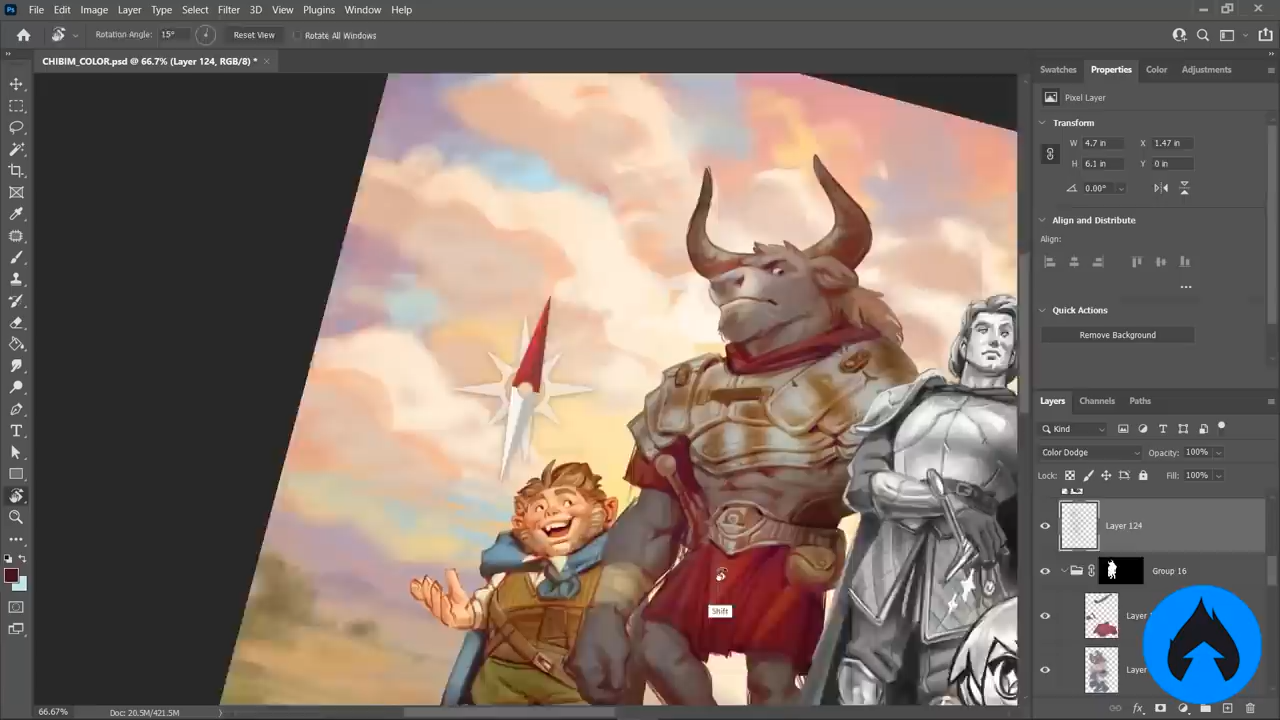 File Edit Image Layer Type Select Filter 3D View Plugins Window Help
Rotation Angle: 15° Reset View Rotate All Windows
CHIBIM_COLOR.psd @ 66.7% (Layer 124, RGB/8) *
Swatches Properties Color Adjustments
Pixel Layer
Transform
W 4.7 in X 1.47 in
H 6.1 in Y 0 in
0.00°
Align and Distribute
Align:
Quick Actions
Remove Background
Layers Channels Paths
Kind
Color Dodge Opacity: 100%
Lock: Fill: 100%
Layer 124
Group 16
Layer
Layer
Shift
66.67% Doc: 20.5M/421.5M